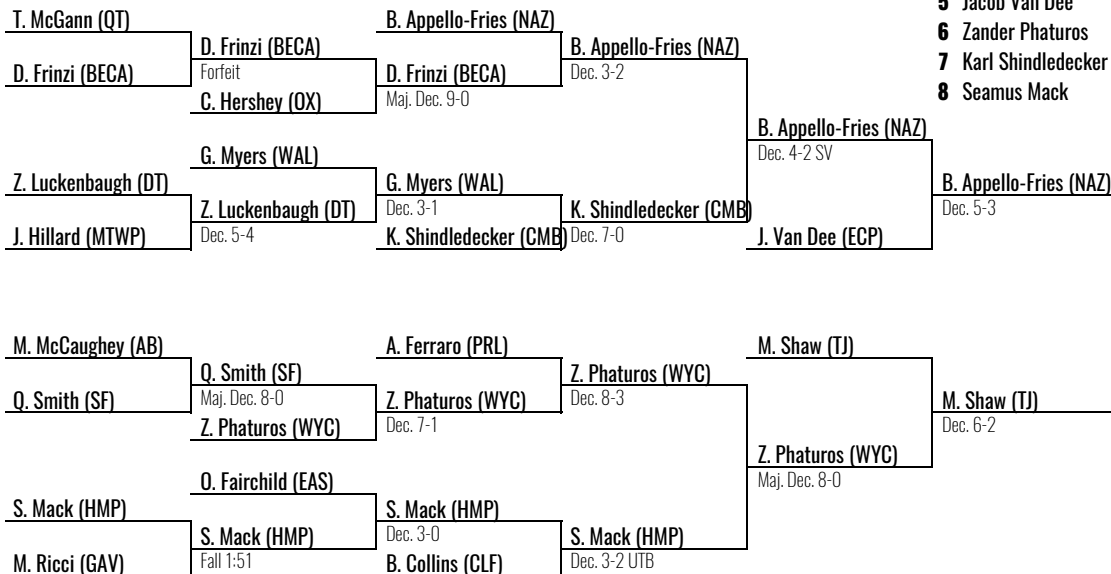 5 Jacob Van Dee
6 Zander Phaturos
7 Karl Shindledecker
8 Seamus Mack
T. McGann (QT)
D. Frinzi (BECA)
D. Frinzi (BECA)
Forfeit
C. Hershey (OX)
B. Appello-Fries (NAZ)
D. Frinzi (BECA)
Maj. Dec. 9-0
B. Appello-Fries (NAZ)
Dec. 3-2
Z. Luckenbaugh (DT)
J. Hillard (MTWP)
G. Myers (WAL)
Z. Luckenbaugh (DT)
Dec. 5-4
G. Myers (WAL)
Dec. 3-1
K. Shindledecker (CMB)
K. Shindledecker (CMB)
Dec. 7-0
B. Appello-Fries (NAZ)
Dec. 4-2 SV
J. Van Dee (ECP)
B. Appello-Fries (NAZ)
Dec. 5-3
M. McCaughey (AB)
Q. Smith (SF)
Q. Smith (SF)
Maj. Dec. 8-0
Z. Phaturos (WYC)
A. Ferraro (PRL)
Z. Phaturos (WYC)
Dec. 7-1
Z. Phaturos (WYC)
Dec. 8-3
S. Mack (HMP)
M. Ricci (GAV)
O. Fairchild (EAS)
S. Mack (HMP)
Fall 1:51
S. Mack (HMP)
Dec. 3-0
B. Collins (CLF)
S. Mack (HMP)
Dec. 3-2 UTB
M. Shaw (TJ)
Z. Phaturos (WYC)
Maj. Dec. 8-0
M. Shaw (TJ)
Dec. 6-2